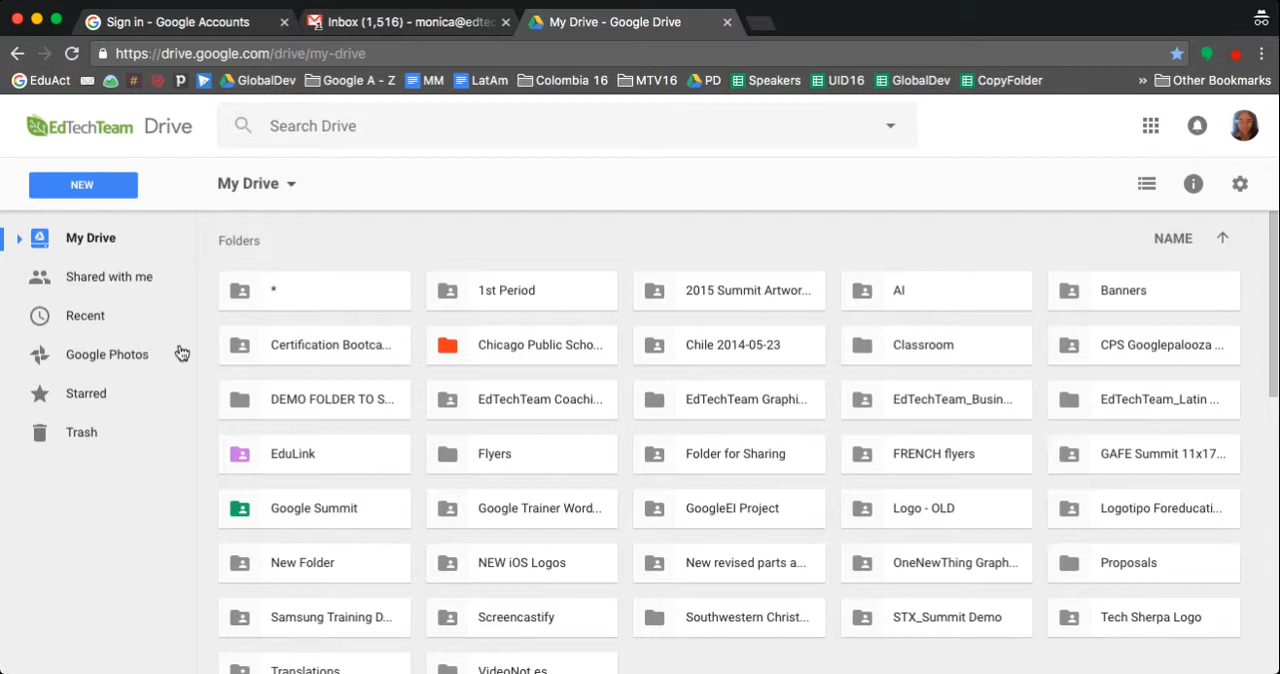 Sign in - Google Accounts
Inbox (1,516) - monica@edtec
My Drive - Google Drive
https://drive.google.com/drive/my-drive
EduAct # p GlobalDev Google A - Z MM LatAm Colombia 16 MTV16 PD Speakers UID16 GlobalDev CopyFolder » Other Bookmarks
EdTechTeam Drive Search Drive
NEW My Drive
My Drive
Shared with me
Recent
Google Photos
Starred
Trash
Folders NAME
* 1st Period 2015 Summit Artwor... AI Banners
Certification Bootca... Chicago Public Scho... Chile 2014-05-23 Classroom CPS Googlepalooza ...
DEMO FOLDER TO S... EdTechTeam Coachi... EdTechTeam Graphi... EdTechTeam_Busin... EdTechTeam_Latin ...
EduLink Flyers Folder for Sharing FRENCH flyers GAFE Summit 11x17...
Google Summit Google Trainer Word... GoogleEI Project Logo - OLD Logotipo Foreducati...
New Folder NEW iOS Logos New revised parts a... OneNewThing Graph... Proposals
Samsung Training D... Screencastify Southwestern Christ... STX_Summit Demo Tech Sherpa Logo
Translations VideoNot.es